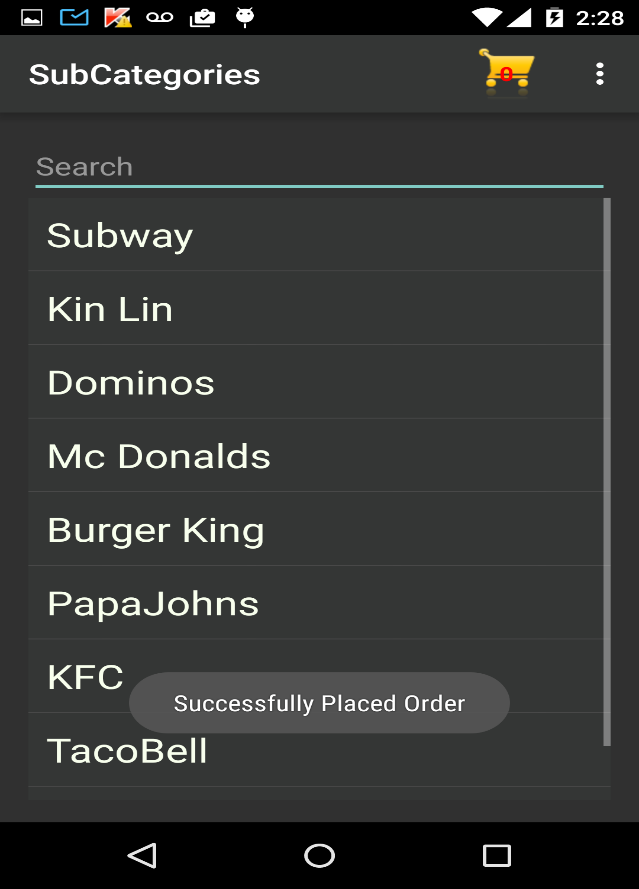 2:28
SubCategories
0
Search
Subway
Kin Lin
Dominos
Mc Donalds
Burger King
PapaJohns
KFC
Successfully Placed Order
TacoBell